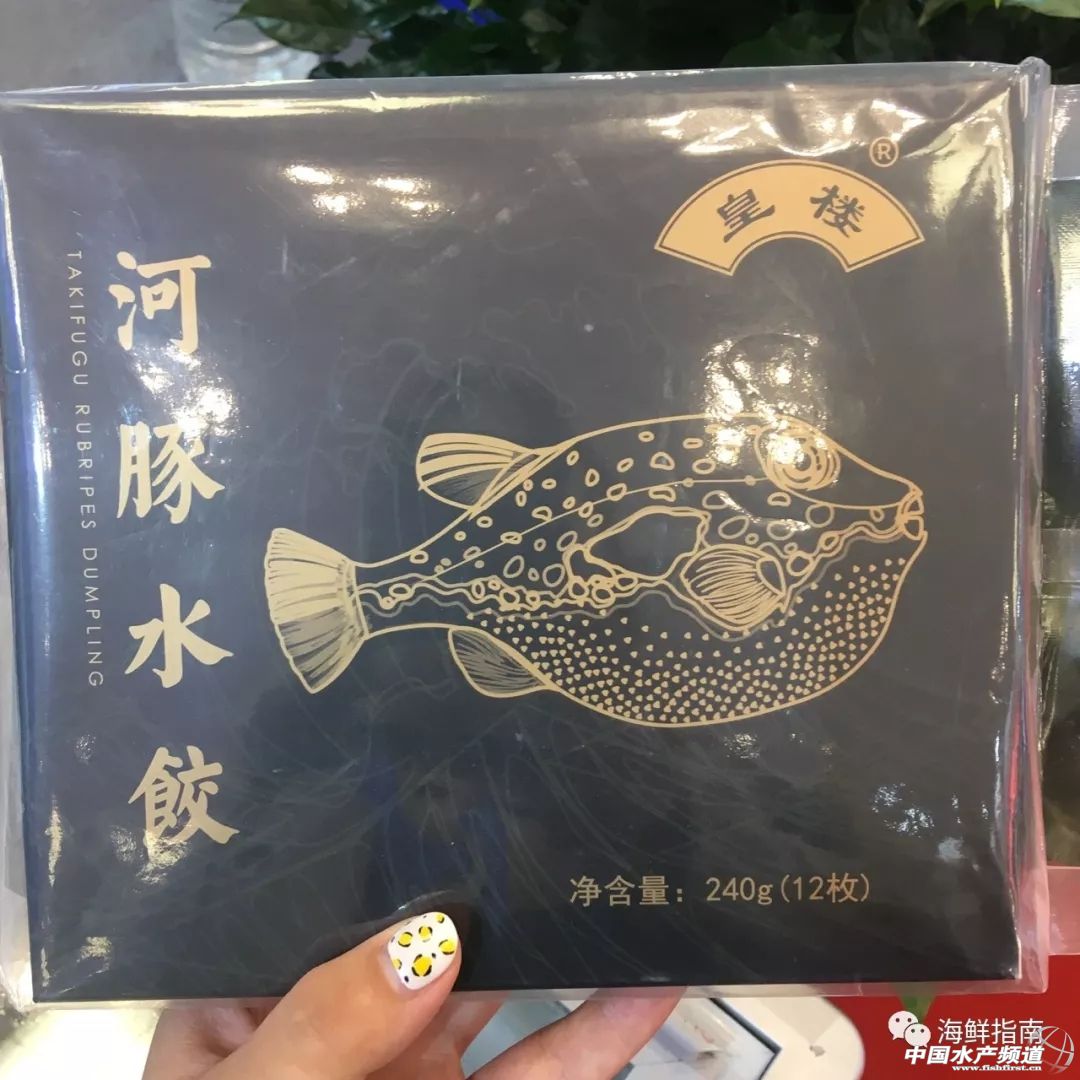 皇楼
®
河豚水餃
TAKIFUGU RUBRIPES DUMPLING
净含量：240g(12枚)
海鲜指南
中国水产频道
www.fishfirst.cn